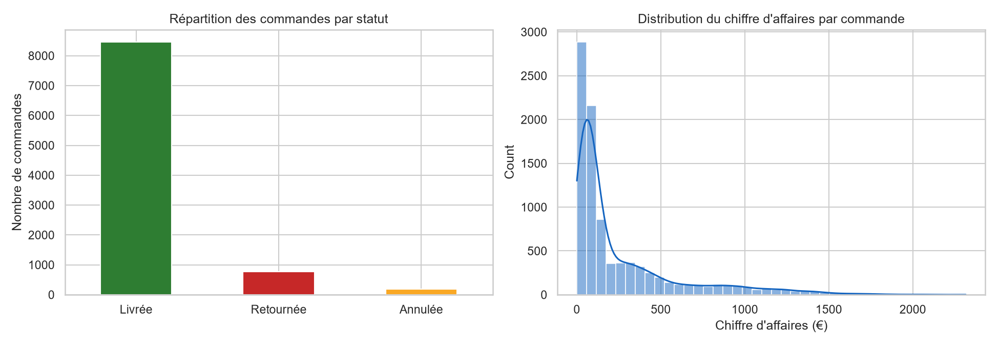 Répartition des commandes par statut
Nombre de commandes
8000
7000
6000
5000
4000
3000
2000
1000
0
Livrée
Retournée
Annulée
Distribution du chiffre d'affaires par commande
Count
3000
2500
2000
1500
1000
500
0
0
500
1000
1500
2000
Chiffre d'affaires (€)